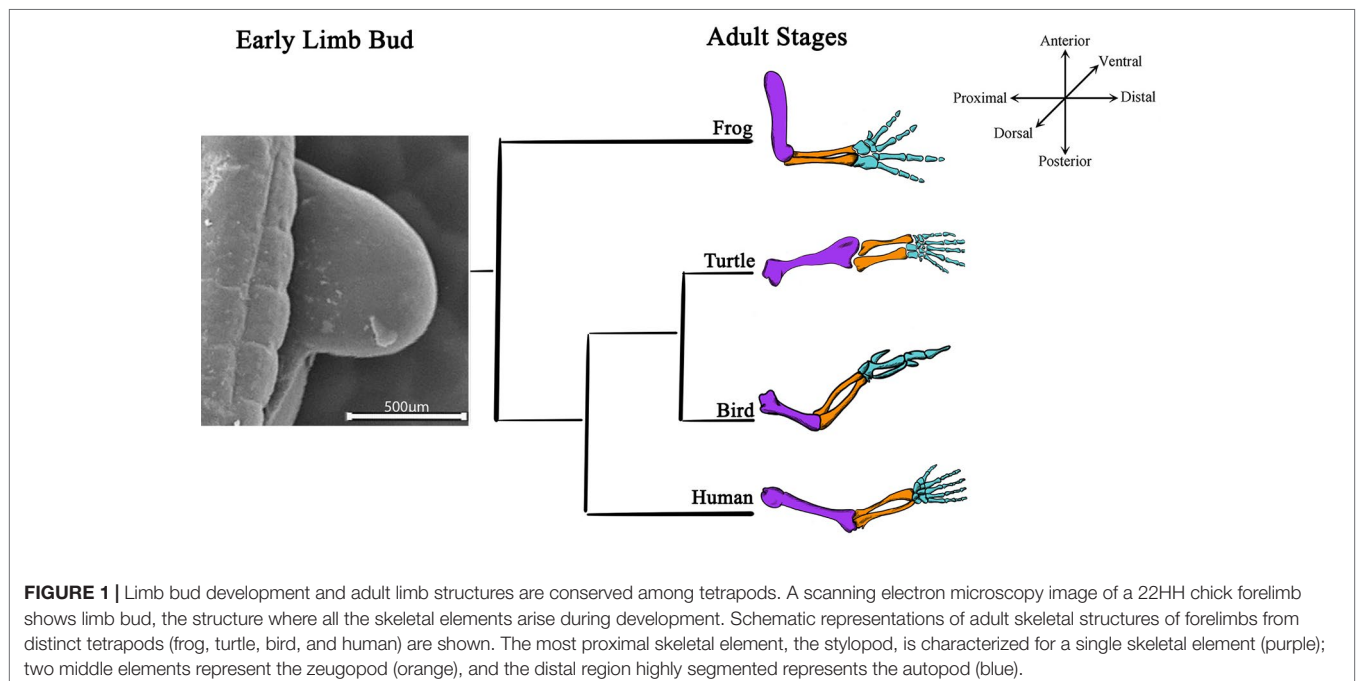 Early Limb Bud
Adult Stages
Anterior
Ventral
Proximal
Distal
Dorsal
Posterior
Frog
Turtle
Bird
Human
500um
FIGURE 1 | Limb bud development and adult limb structures are conserved among tetrapods. A scanning electron microscopy image of a 22HH chick forelimb
shows limb bud, the structure where all the skeletal elements arise during development. Schematic representations of adult skeletal structures of forelimbs from
distinct tetrapods (frog, turtle, bird, and human) are shown. The most proximal skeletal element, the stylopod, is characterized for a single skeletal element (purple);
two middle elements represent the zeugopod (orange), and the distal region highly segmented represents the autopod (blue).